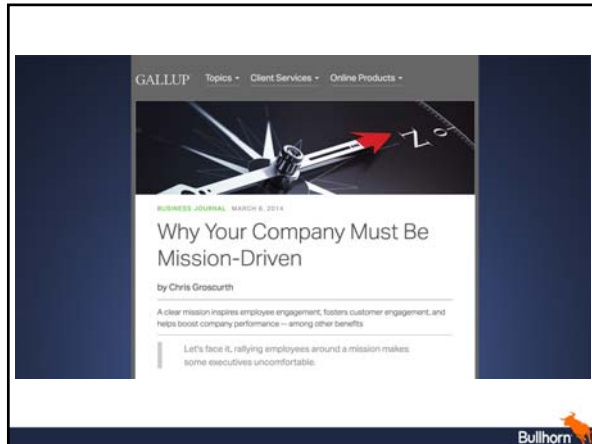 GALLUP Topics Client Services Online Products
N
BUSINESS JOURNAL MARCH 6, 2014
Why Your Company Must Be
Mission-Driven
by Chris Groscurth
A clear mission inspires employee engagement, fosters customer engagement, and
helps boost company performance -- among other benefits
Let's face it, rallying employees around a mission makes
some executives uncomfortable.
Bullhorn